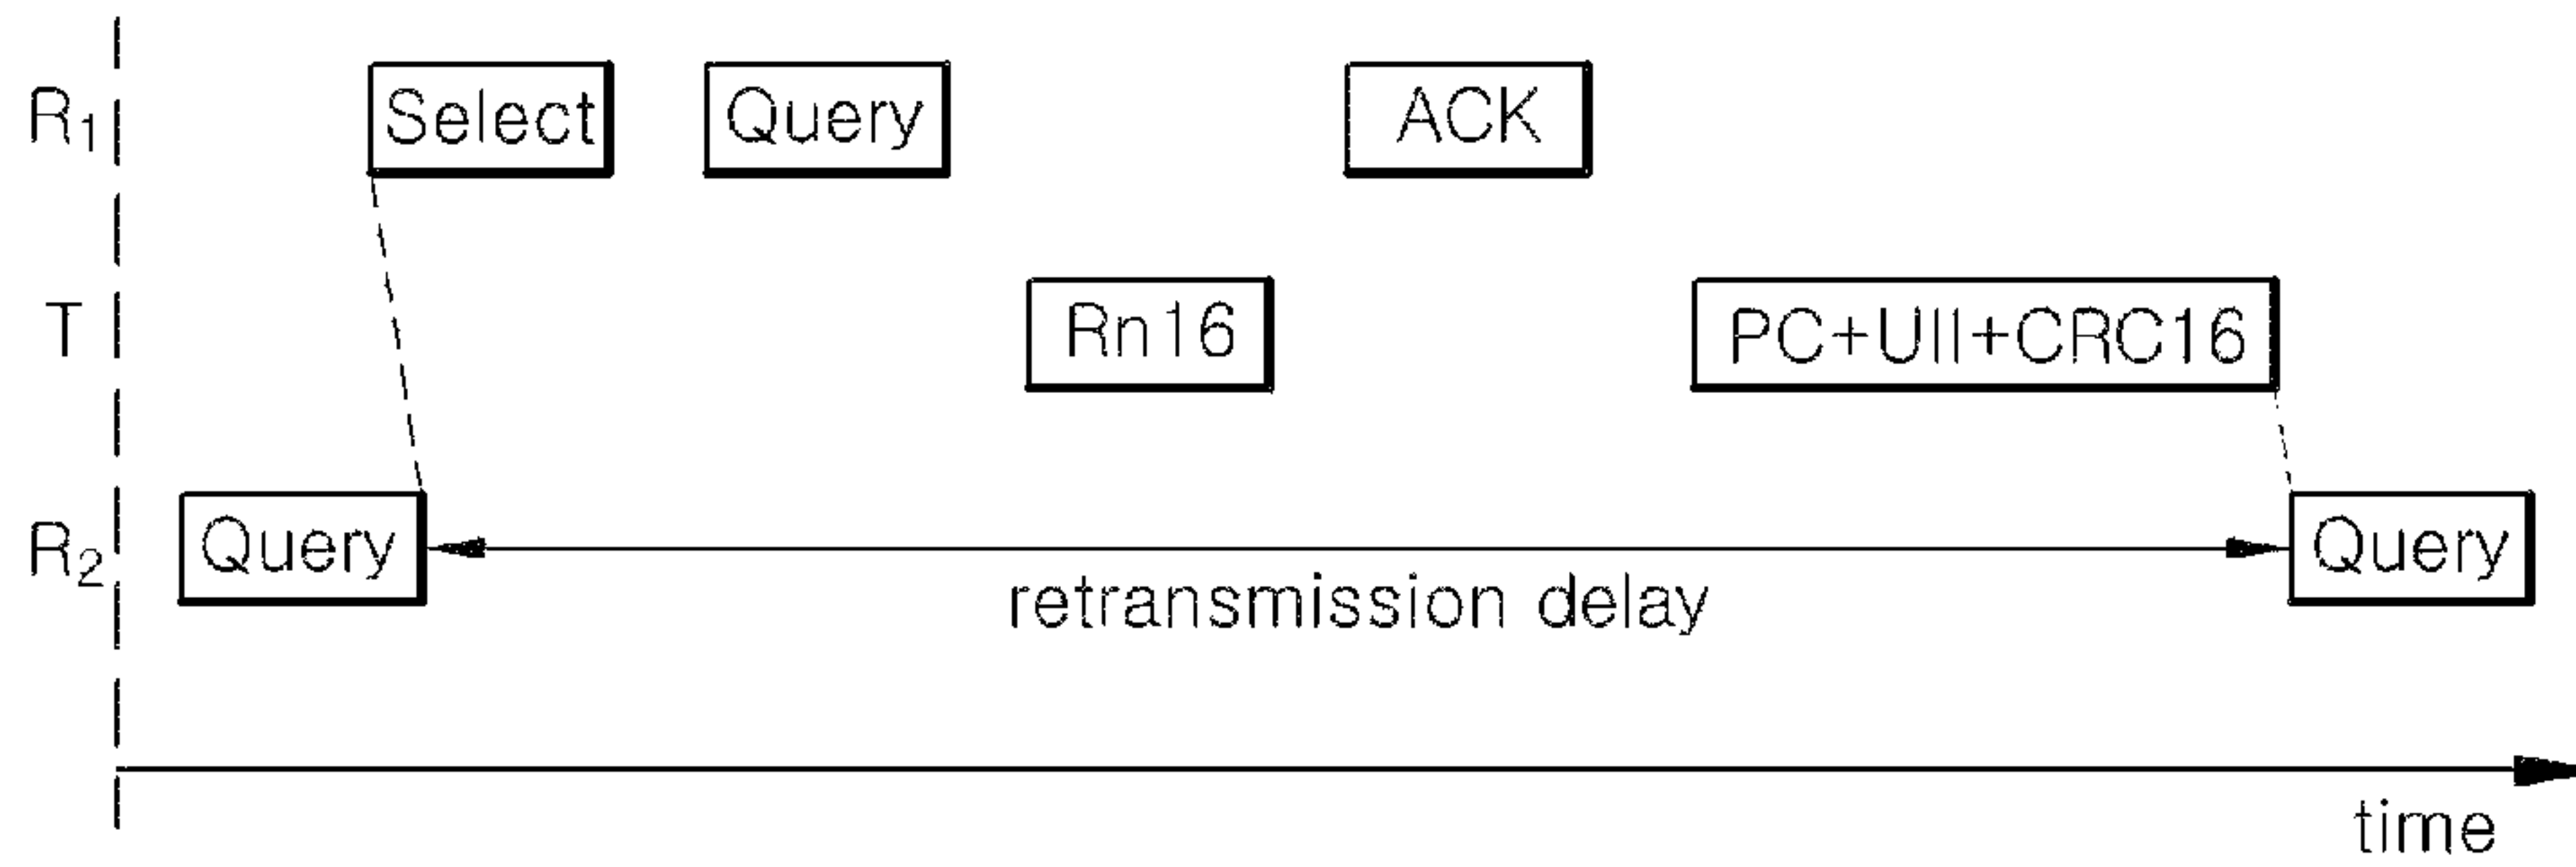 R1 Select Query ACK
T Rn16 PC+UII+CRC16
R2 Query Query
retransmission delay
time